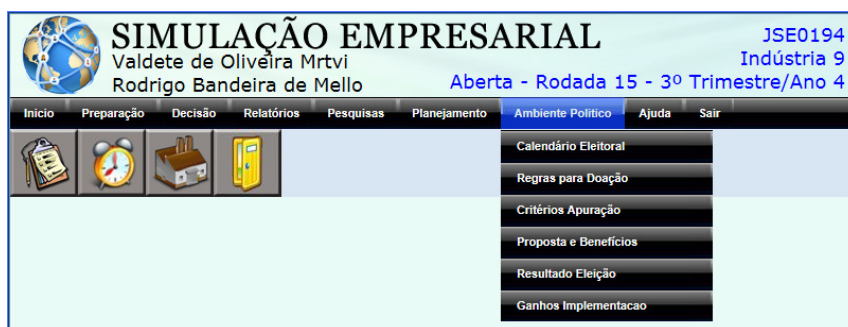 SIMULAÇÃO EMPRESARIAL
JSE0194
Valdete de Oliveira Mrtvi
Indústria 9
Rodrigo Bandeira de Mello
Aberta - Rodada 15 - 3º Trimestre/Ano 4
Inicio Preparação Decisão Relatórios Pesquisas Planejamento Ambiente Politico Ajuda Sair
Calendário Eleitoral
Regras para Doação
Critérios Apuração
Proposta e Benefícios
Resultado Eleição
Ganhos Implementacao